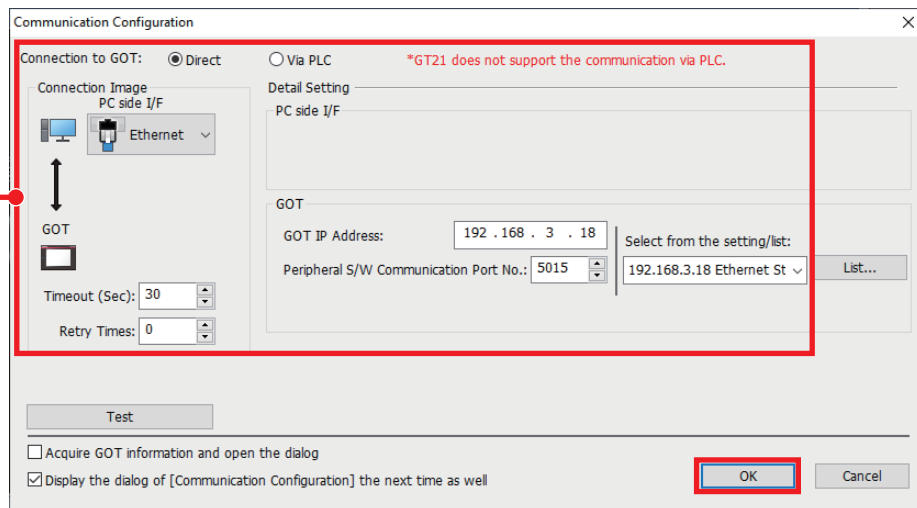 Communication Configuration
Connection to GOT: Direct Via PLC *GT21 does not support the communication via PLC.
Connection Image
PC side I/F
Ethernet
GOT
Timeout (Sec): 30
Retry Times: 0
Detail Setting
PC side I/F
GOT
GOT IP Address: 192 . 168 . 3 . 18
Peripheral S/W Communication Port No.: 5015
Select from the setting/list:
192.168.3.18 Ethernet St
List...
Test
Acquire GOT information and open the dialog
Display the dialog of [Communication Configuration] the next time as well
OK
Cancel